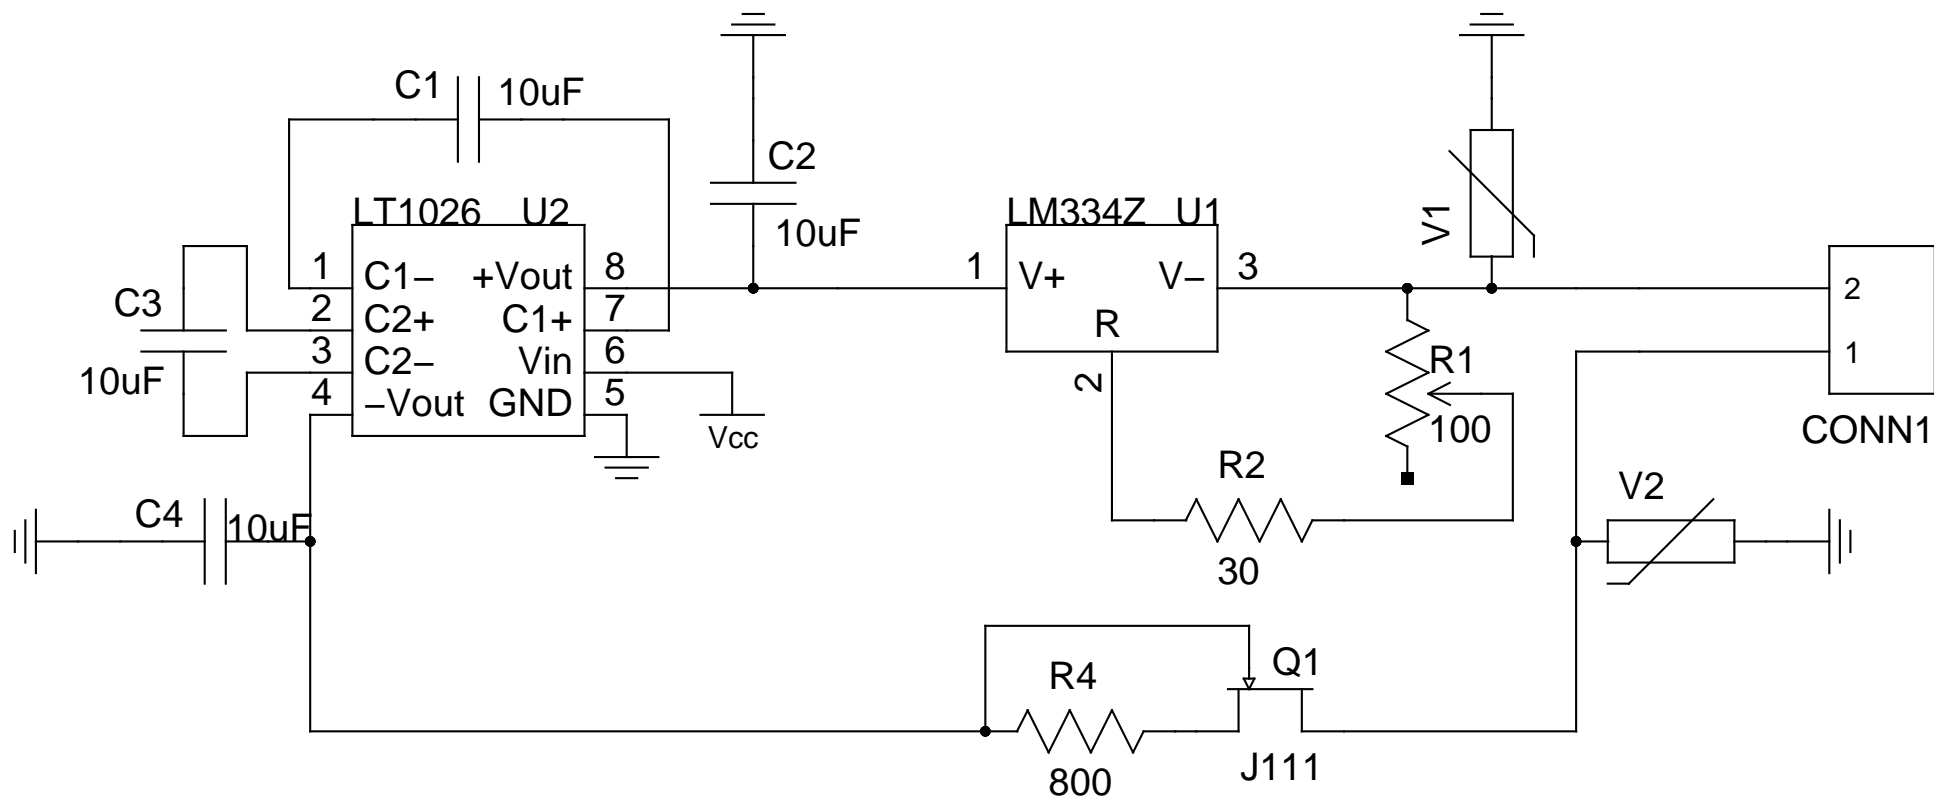 C1 10uF
C2
10uF
LT1026 U2
LM334Z U1
V1
1 C1− +Vout 8
2 C2+ C1+ 7
3 C2− Vin 6
4 −Vout GND 5
C3
10uF
Vcc
1 V+ V− 3
R
2
R1
100
2
1
CONN1
R2
30
V2
C4 10uF
R4
800
Q1
J111